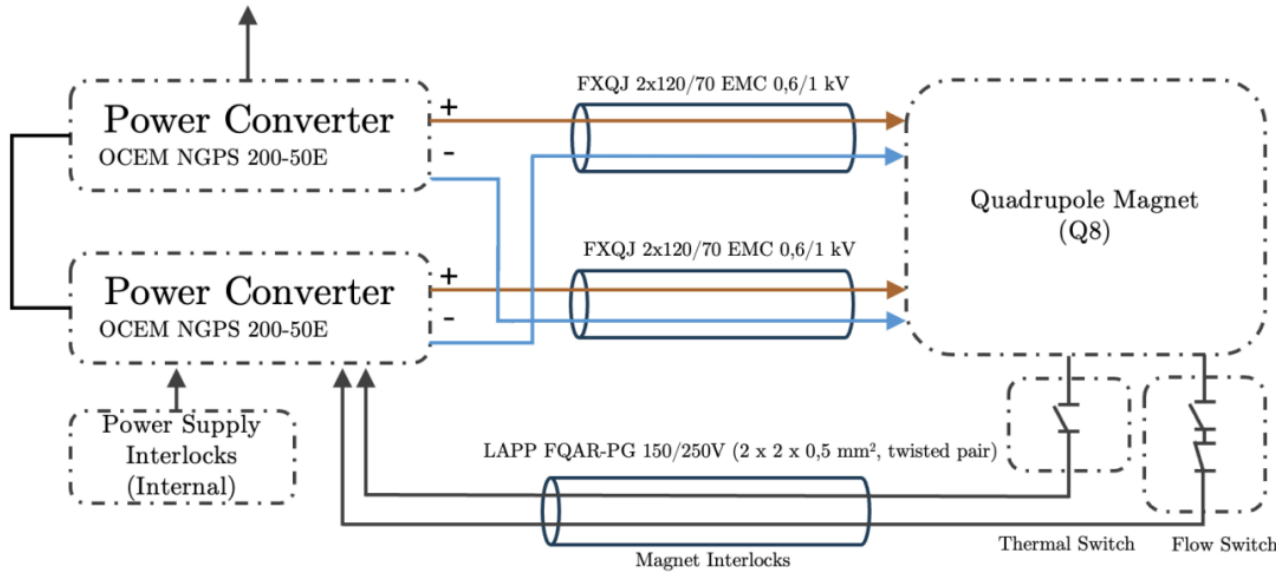 FXQJ 2x120/70 EMC 0,6/1 kV
Power Converter
OCEM NGPS 200-50E
+
-
Quadrupole Magnet
(Q8)
FXQJ 2x120/70 EMC 0,6/1 kV
Power Converter
OCEM NGPS 200-50E
+
-
Power Supply
Interlocks
(Internal)
LAPP FQAR-PG 150/250V (2 x 2 x 0,5 mm², twisted pair)
Magnet Interlocks
Thermal Switch
Flow Switch